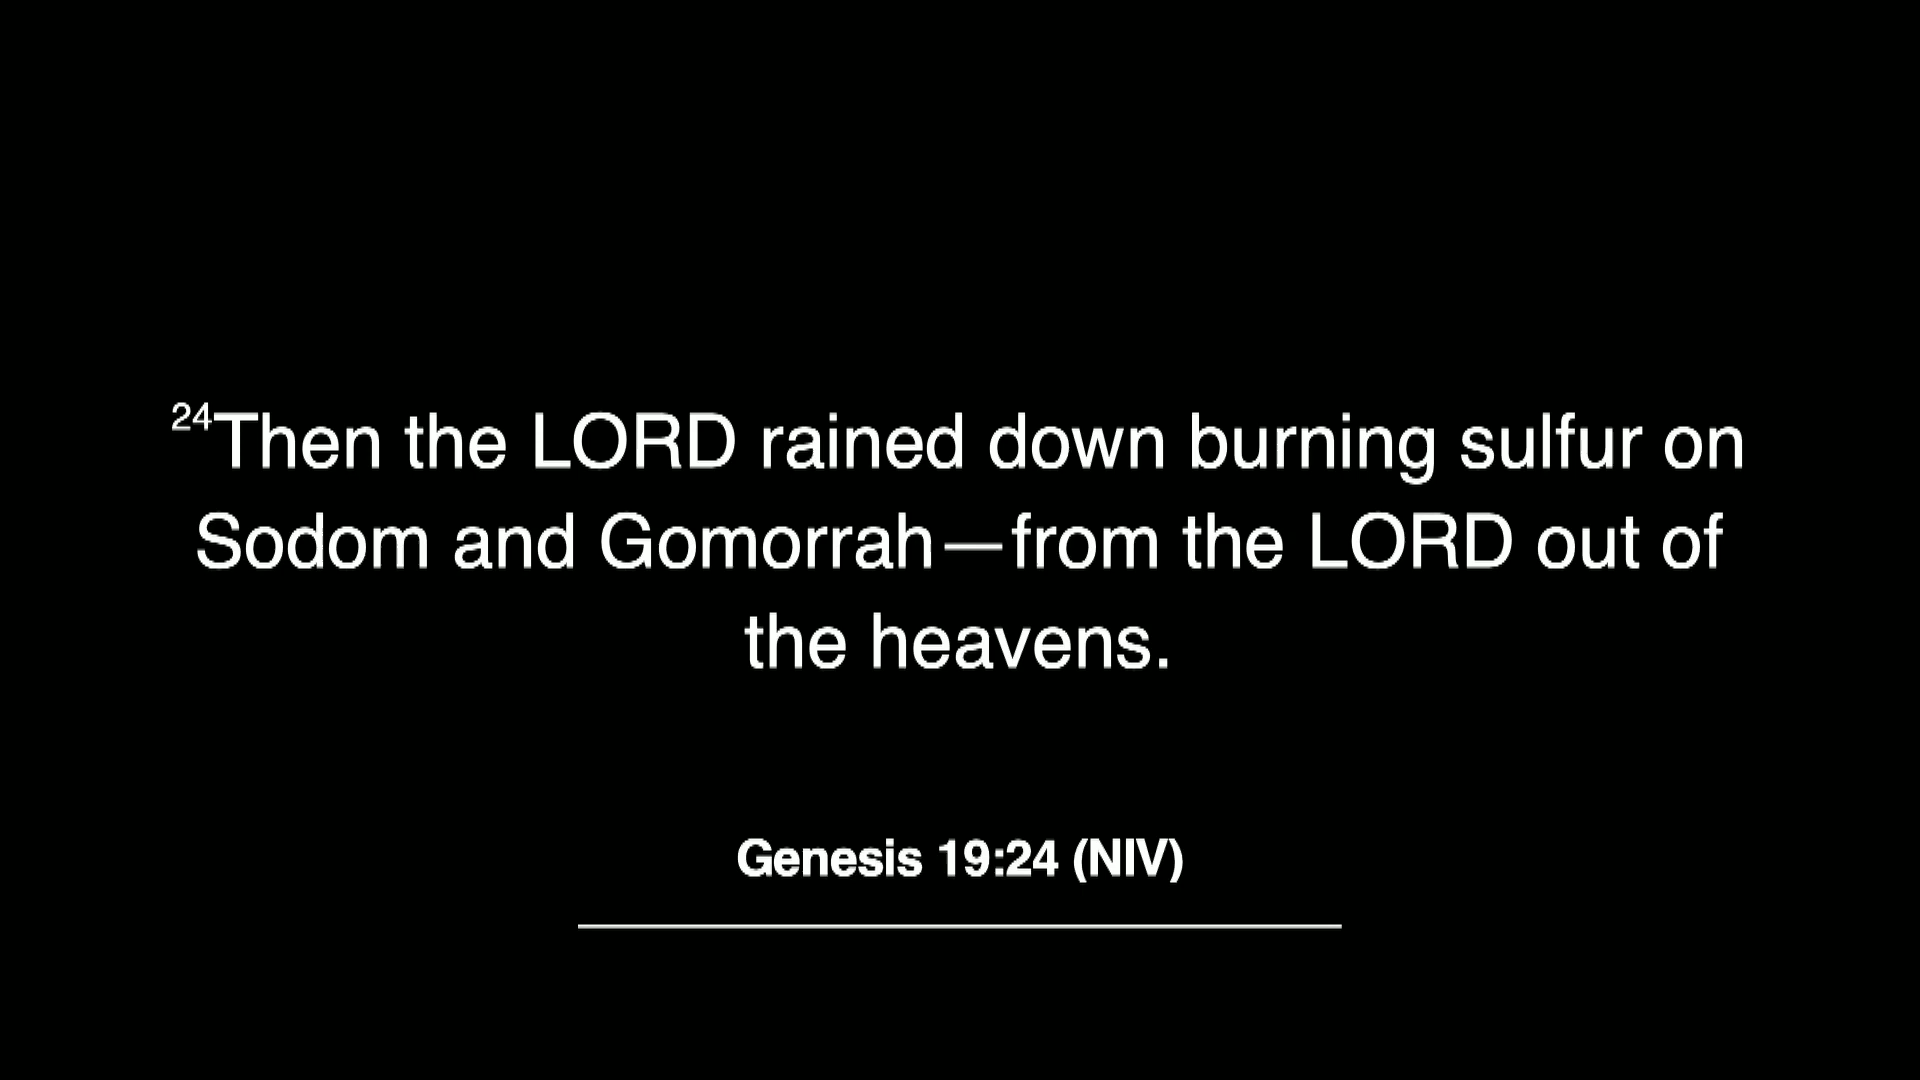 24Then the LORD rained down burning sulfur on
Sodom and Gomorrah—from the LORD out of
the heavens.
Genesis 19:24 (NIV)